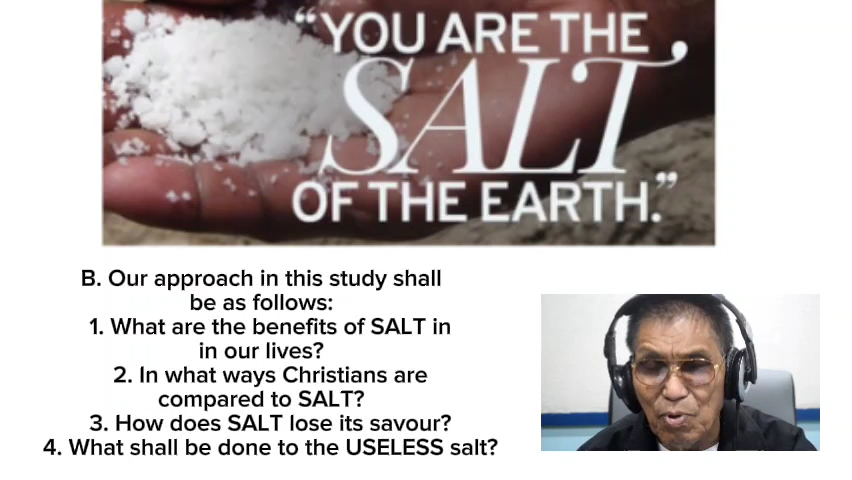 “YOU ARE THE
SALT
OF THE EARTH.”
B. Our approach in this study shall
be as follows:
1. What are the benefits of SALT in
in our lives?
2. In what ways Christians are
compared to SALT?
3. How does SALT lose its savour?
4. What shall be done to the USELESS salt?